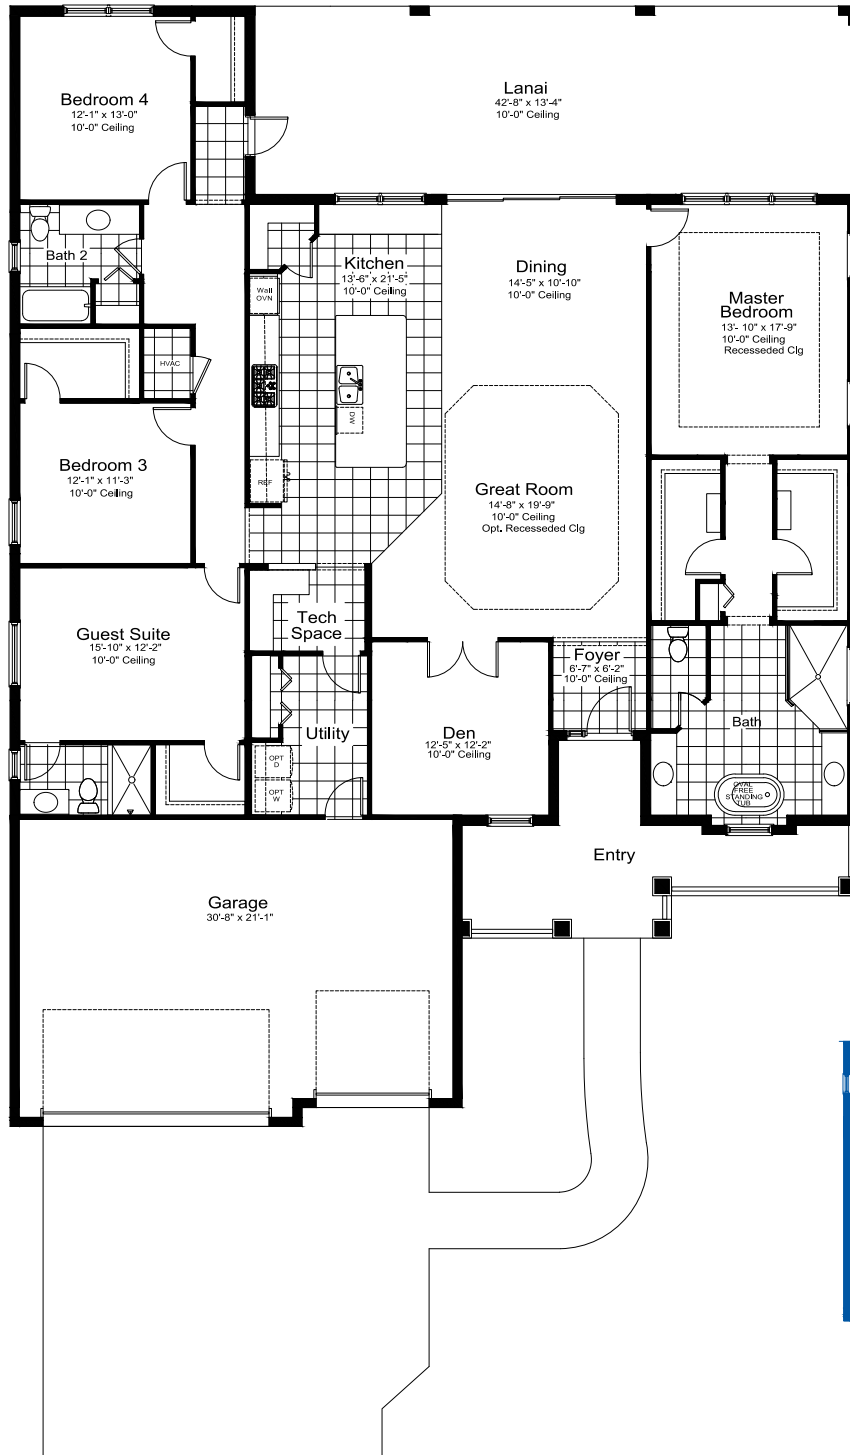 Bedroom 4
12'-1" x 13'-0"
10'-0" Ceiling
Lanai
42'-8" x 13'-4"
10'-0" Ceiling
Bath 2
Kitchen
13'-6" x 21'-5"
10'-0" Ceiling
Wall
OVN
Dining
14'-5" x 10'-10"
10'-0" Ceiling
Master
Bedroom
13'- 10" x 17'-9"
10'-0" Ceiling
Recesseded Clg
HVAC
DW
Bedroom 3
12'-1" x 11'-3"
10'-0" Ceiling
REF
Great Room
14'-8" x 19'-9"
10'-0" Ceiling
Opt. Recesseded Clg
Guest Suite
15'-10" x 12'-2"
10'-0" Ceiling
Tech
Space
Foyer
6'-7" x 6'-2"
10'-0" Ceiling
Utility
Den
12'-5" x 12'-2"
10'-0" Ceiling
Bath
OPT
D
OPT
W
OVAL
FREE
STANDING
TUB
Entry
Garage
30'-8" x 21'-1"